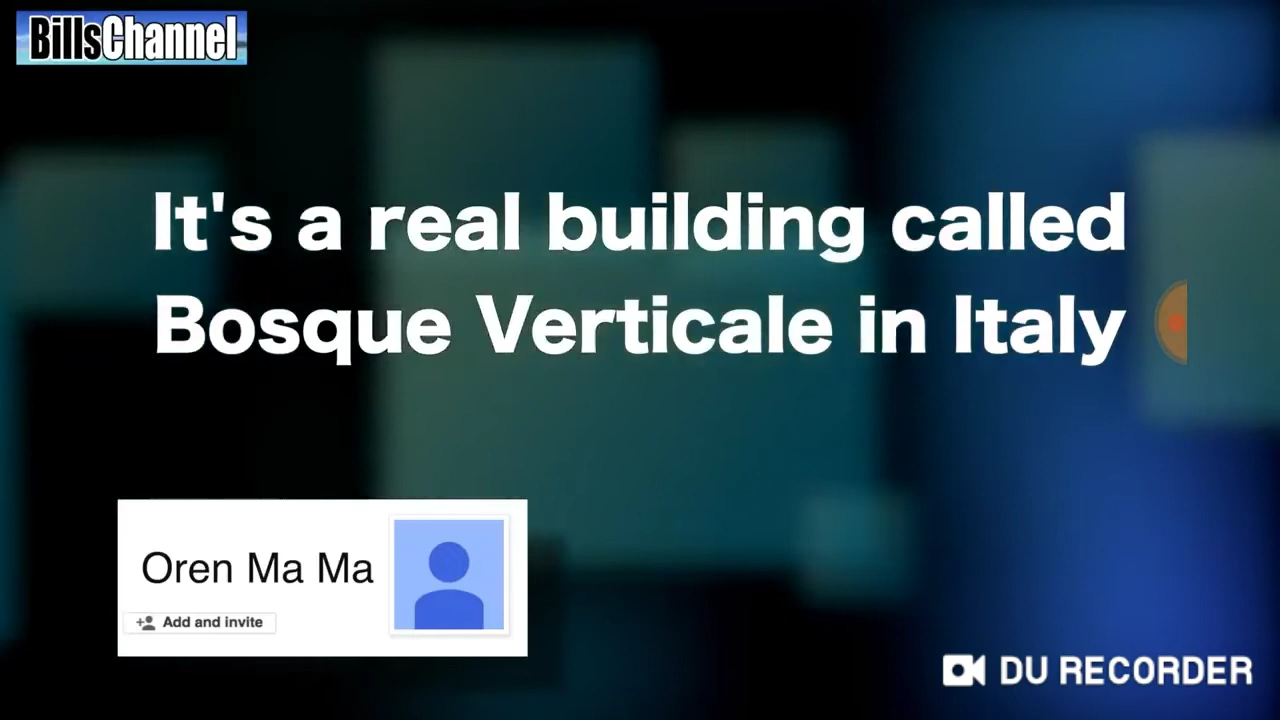 BillsChannel
It's a real building called
Bosque Verticale in Italy
Oren Ma Ma
Add and invite
DU RECORDER